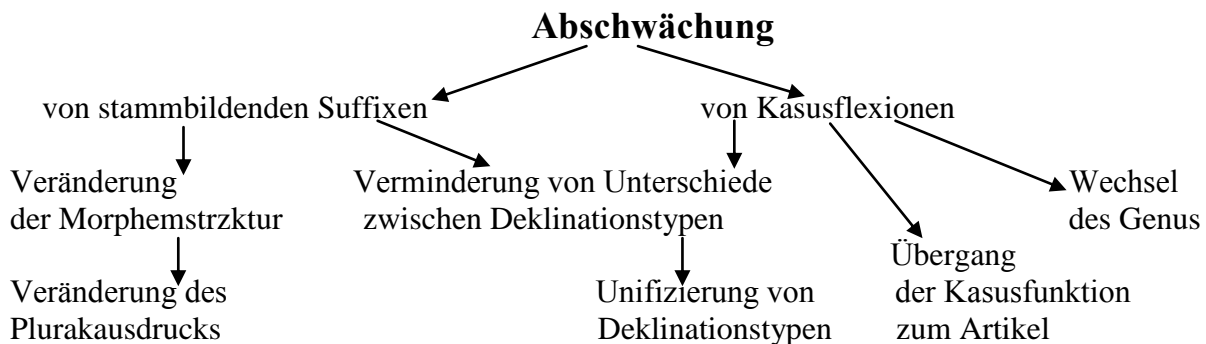 Abschwächung
von stammbildenden Suffixen
von Kasusflexionen
Veränderung
der Morphemstrzktur
Verminderung von Unterschiede
zwischen Deklinationstypen
Wechsel
des Genus
Übergang
der Kasusfunktion
zum Artikel
Veränderung des
Plurakausdrucks
Unifizierung von
Deklinationstypen